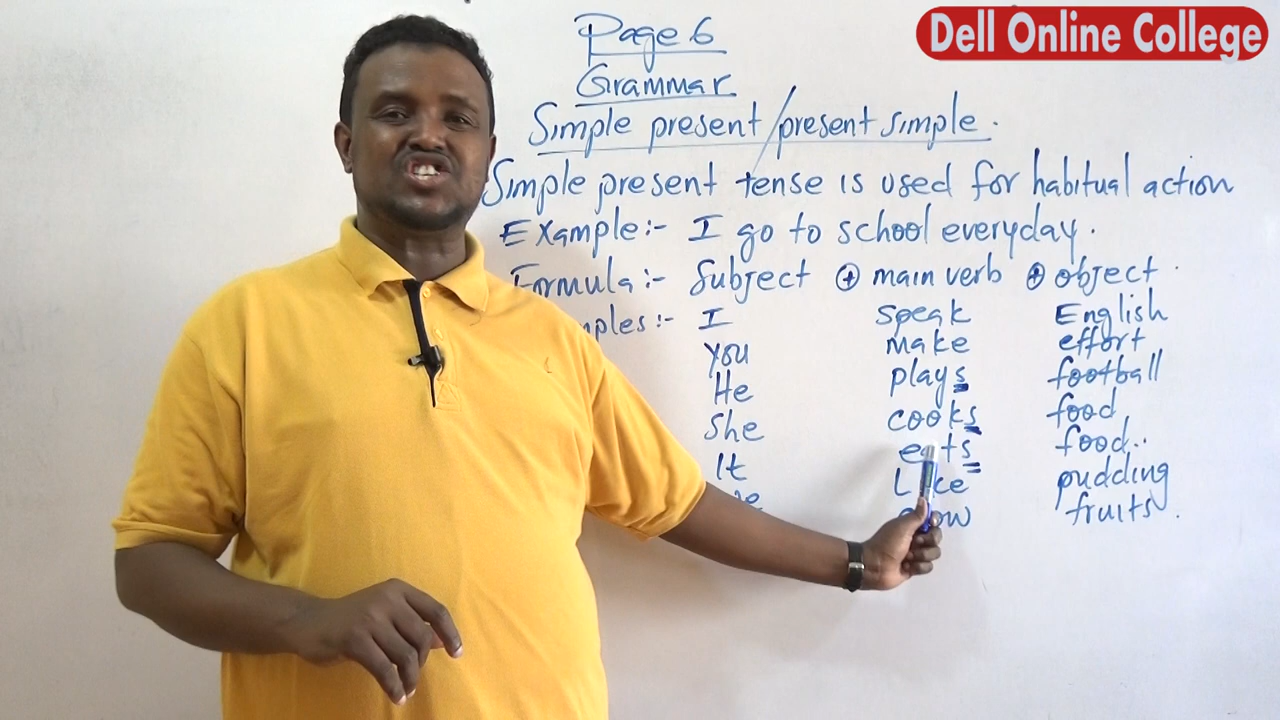 Dell Online College
Page 6
Grammar
Simple present/present simple.
Simple present tense is used for habitual action
Example:- I go to school everyday.
Formula:- Subject ⊕ main verb ⊕ object.
I speak English
you make effort
He plays football
She cooks food
It eats food..
Like pudding
fruits.